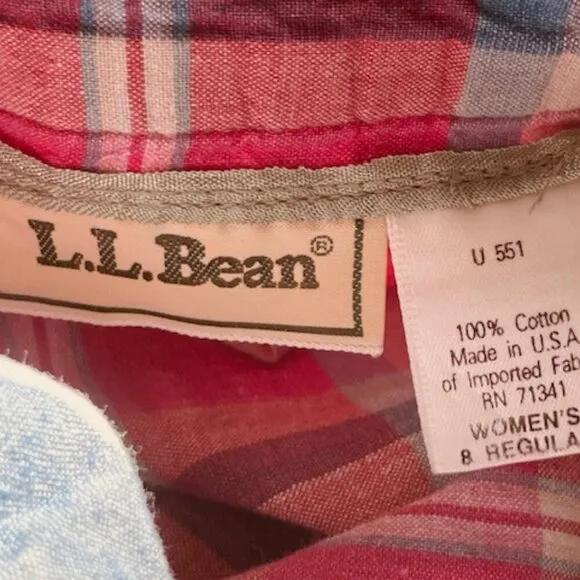 L.L.Bean®
U 551
100% Cotton
Made in U.S.A.
of Imported Fab
RN 71341
WOMEN'S
8 REGULA